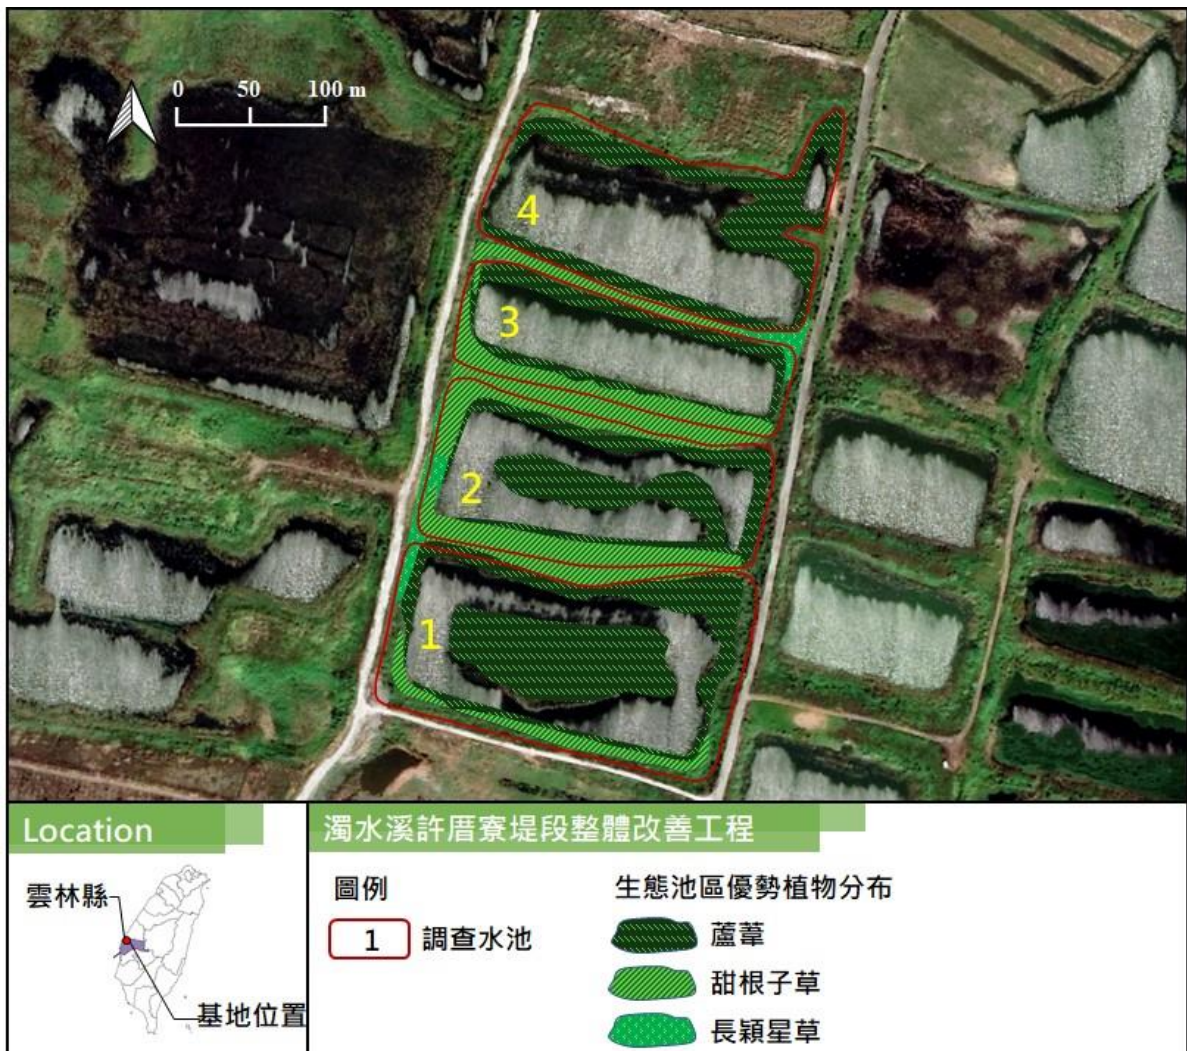 0 50 100 m
4
3
2
1
Location
雲林縣
基地位置
濁水溪許厝寮堤段整體改善工程
圖例
1 調查水池
生態池區優勢植物分布
蘆葦
甜根子草
長穎星草